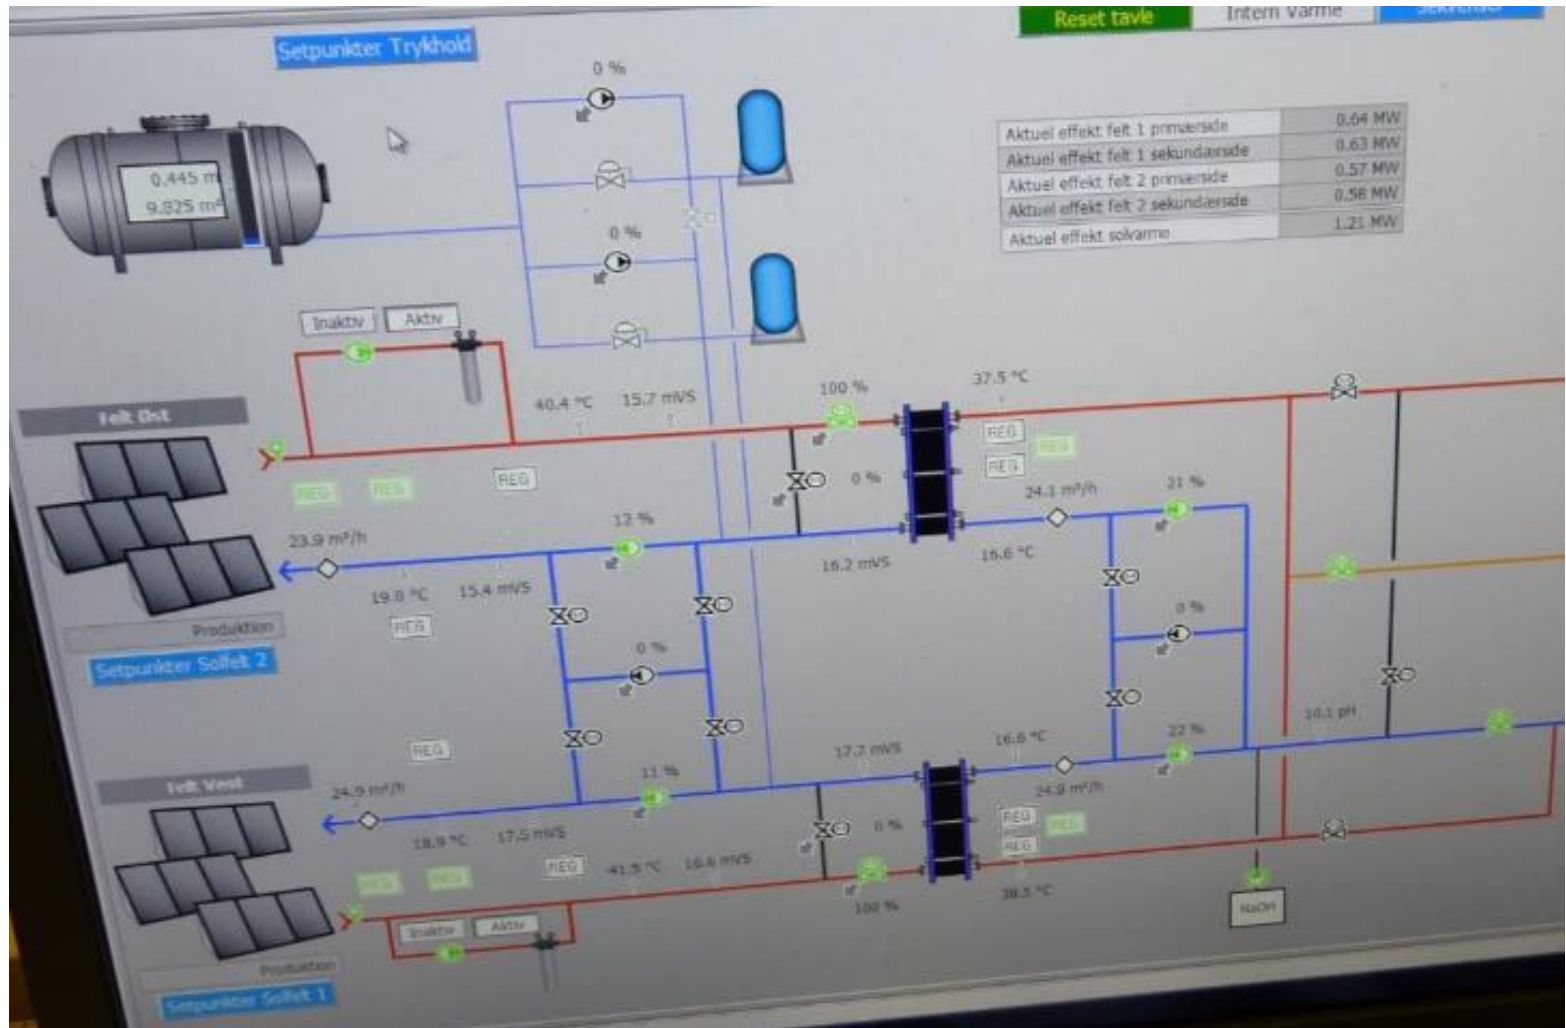 Reset tavle
Intern Varme
Sekvenser
Setpunkter Trykhold
0 %
0.445 m
9.825 m³
0 %
Aktuel effekt felt 1 primærside 0.64 MW
Aktuel effekt felt 1 sekundærside 0.63 MW
Aktuel effekt felt 2 primærside 0.57 MW
Aktuel effekt felt 2 sekundærside 0.58 MW
Aktuel effekt solvarme 1.21 MW
Inaktiv Aktiv
Felt Øst
40.4 °C 15.7 mVS
100 %
37.5 °C
REG REG REG
0 %
REG REG
REG
24.1 m³/h
21 %
23.9 m³/h
12 %
19.8 °C 15.4 mVS
16.2 mVS
16.6 °C
REG
Produktion
Setpunkter Solfelt 2
0 %
0 %
REG
Felt Vest
24.9 m³/h
11 %
17.7 mVS
16.6 °C
22 %
10.1 pH
18.9 °C 17.5 mVS
0 %
24.9 m³/h
REG REG
REG
REG REG REG
41.5 °C 16.6 mVS
100 %
38.5 °C
NaOH
Inaktiv Aktiv
Produktion
Setpunkter Solfelt 1